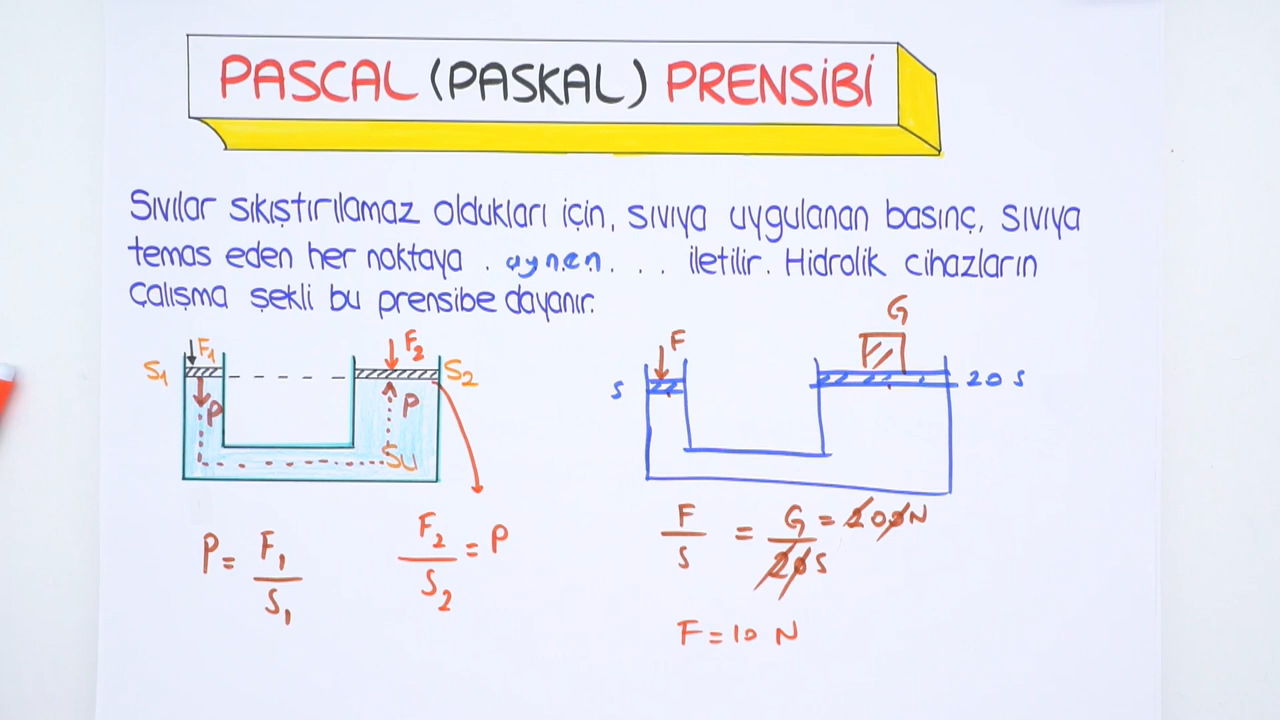 PASCAL (PASKAL) PRENSİBİ
Sıvılar sıkıştırılamaz oldukları için, sıvıya uygulanan basınç, sıvıya
temas eden her noktaya . aynen . . . iletilir. Hidrolik cihazların
çalışma şekli bu prensibe dayanır.
S₁ F₁ F₂ S₂
P P
Su
P = F₁ / S₁
F₂ / S₂ = P
F G
S 20 S
F / S = G = 200N / 20 S
F = 10 N